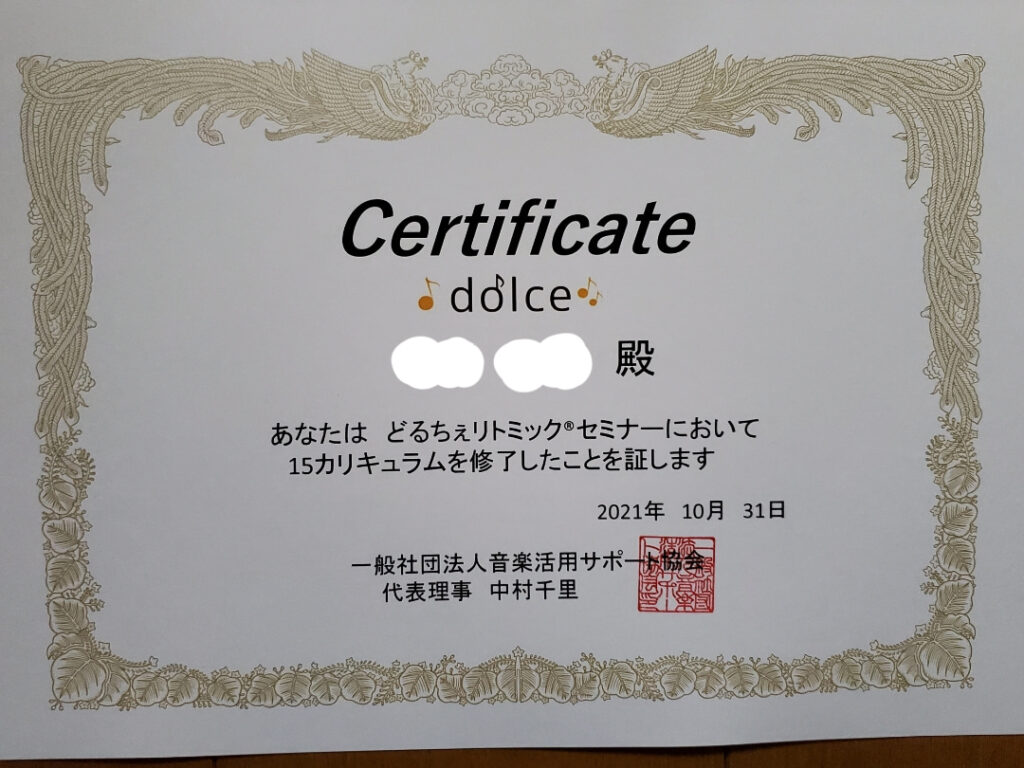 Certificate
dolce
殿
あなたは どるちぇリトミック®セミナーにおいて
15カリキュラムを修了したことを証します
2021年 10月 31日
一般社団法人音楽活用サポート協会
代表理事 中村千里